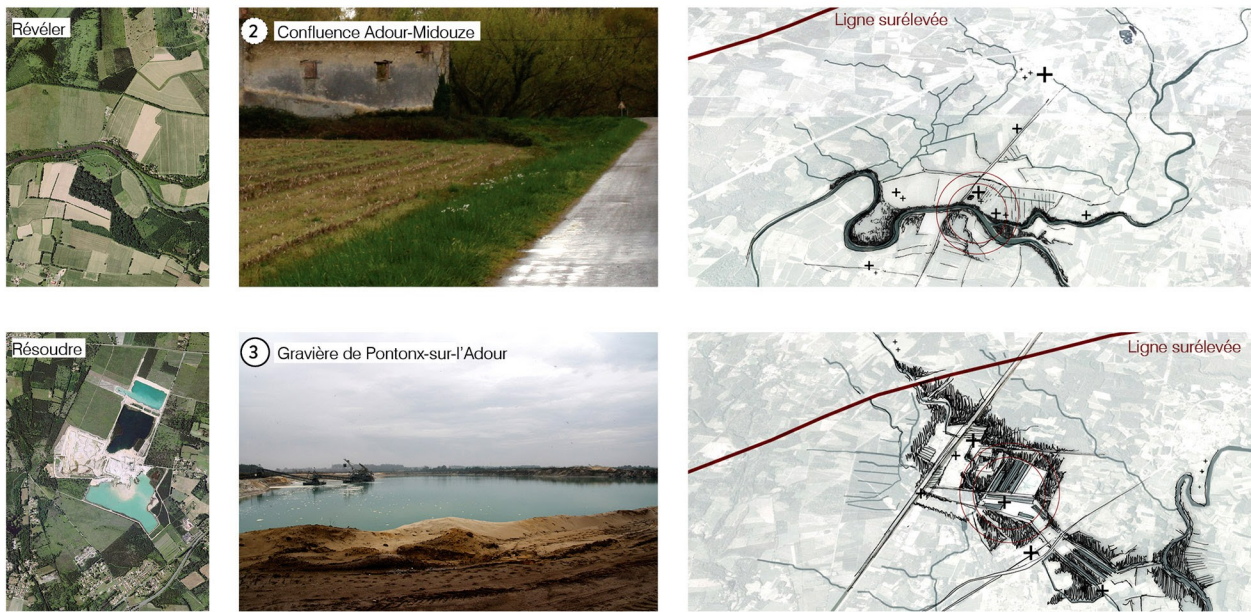 Révéler
2 Confluence Adour-Midouze
Ligne surélevée
Résoudre
3 Gravière de Pontonx-sur-l'Adour
Ligne surélevée